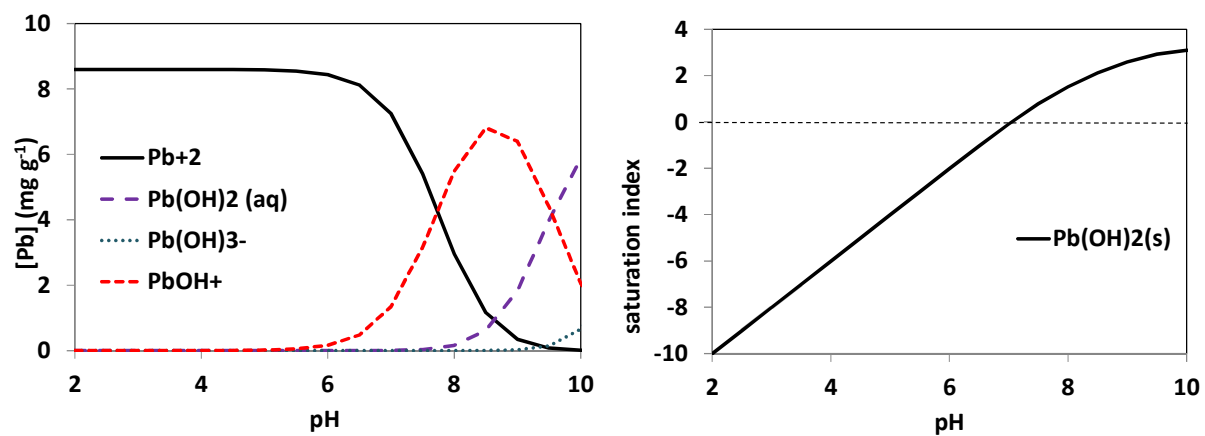 10
8
6
4
2
0
[Pb] (mg g⁻¹)
Pb+2
Pb(OH)2 (aq)
Pb(OH)3-
PbOH+
2 4 6 8 10
pH
4
2
0
-2
-4
-6
-8
-10
saturation index
Pb(OH)2(s)
2 4 6 8 10
pH